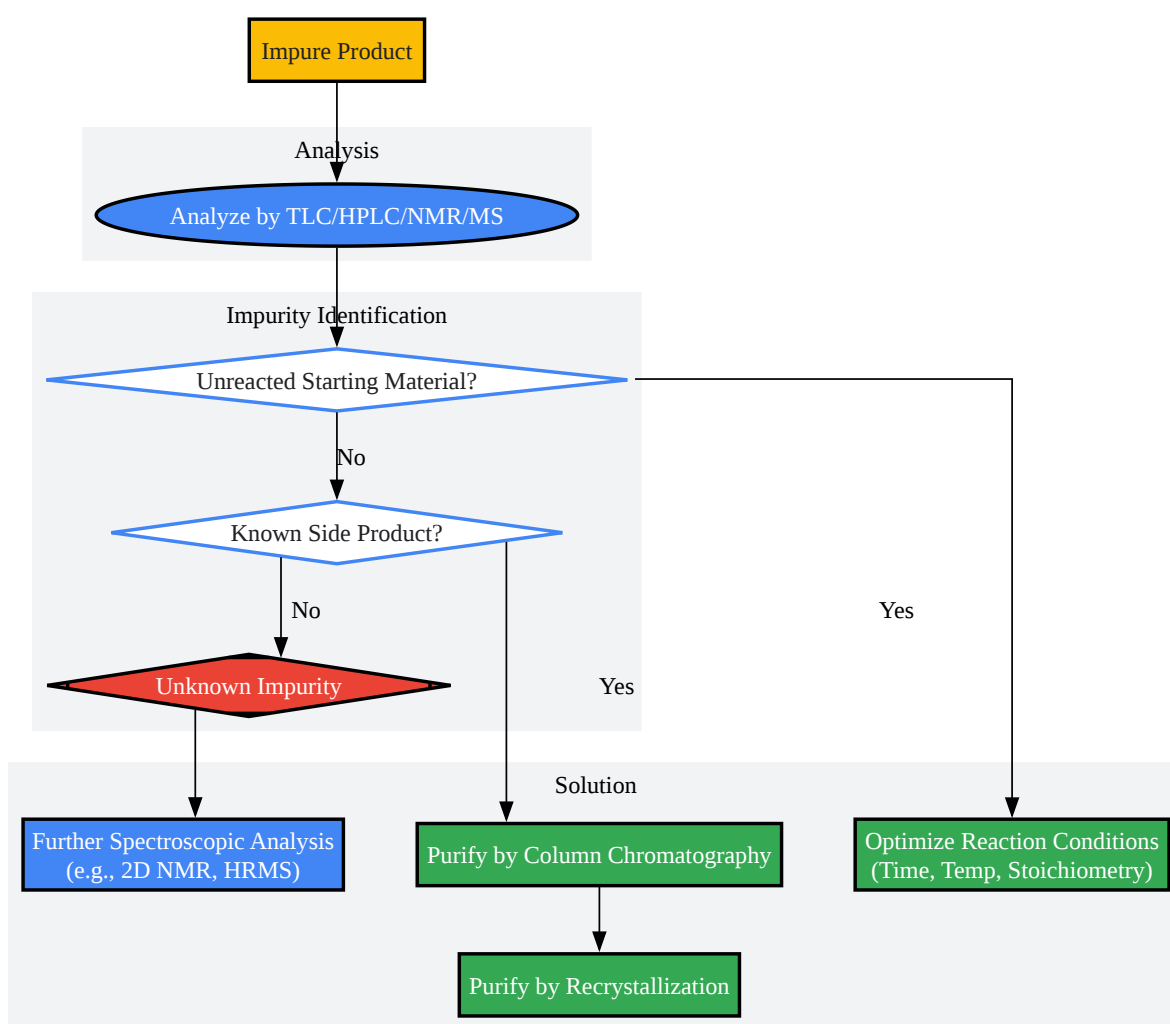 Impure Product
Analysis
Analyze by TLC/HPLC/NMR/MS
Impurity Identification
Unreacted Starting Material?
No
Known Side Product?
No
Yes
Unknown Impurity
Yes
Solution
Further Spectroscopic Analysis
(e.g., 2D NMR, HRMS)
Purify by Column Chromatography
Optimize Reaction Conditions
(Time, Temp, Stoichiometry)
Purify by Recrystallization